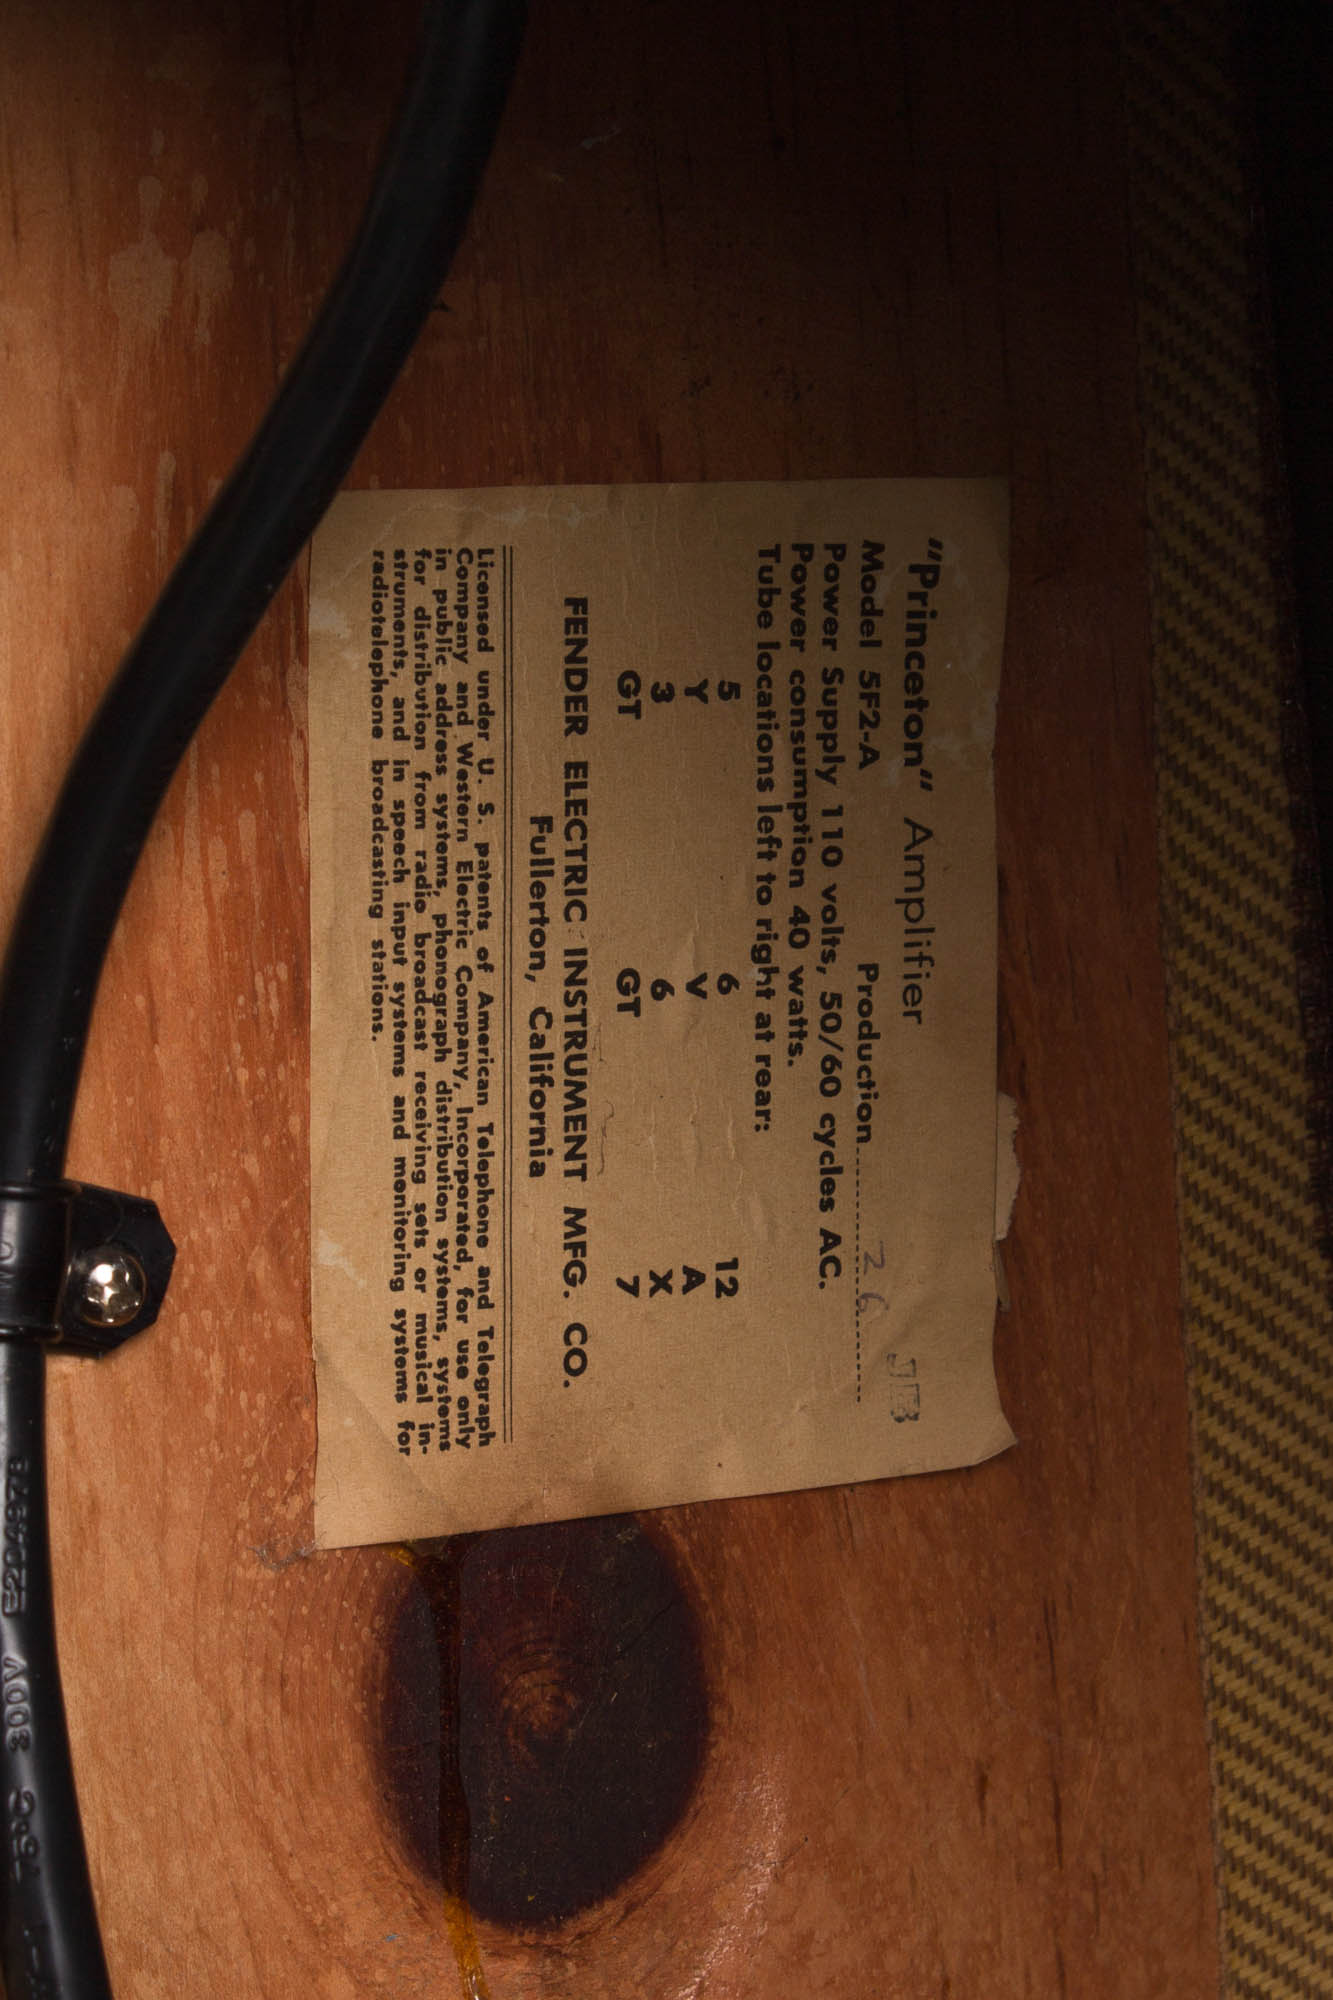 "Princeton" Amplifier
JE
Model 5F2-A Production 26
Power Supply 110 volts, 50/60 cycles AC.
Power consumption 40 watts.
Tube locations left to right at rear:
5 6 12
Y V A
3 6 X
GT GT 7
FENDER ELECTRIC INSTRUMENT MFG. CO.
Fullerton, California
Licensed under U. S. patents of American Telephone and Telegraph
Company and Western Electric Company, Incorporated, for use only
in public address systems, phonograph distribution systems, systems
for distribution from radio broadcast receiving sets or musical in-
struments, and in speech input systems and monitoring systems for
radiotelephone broadcasting stations.
E204978 300V 75°C